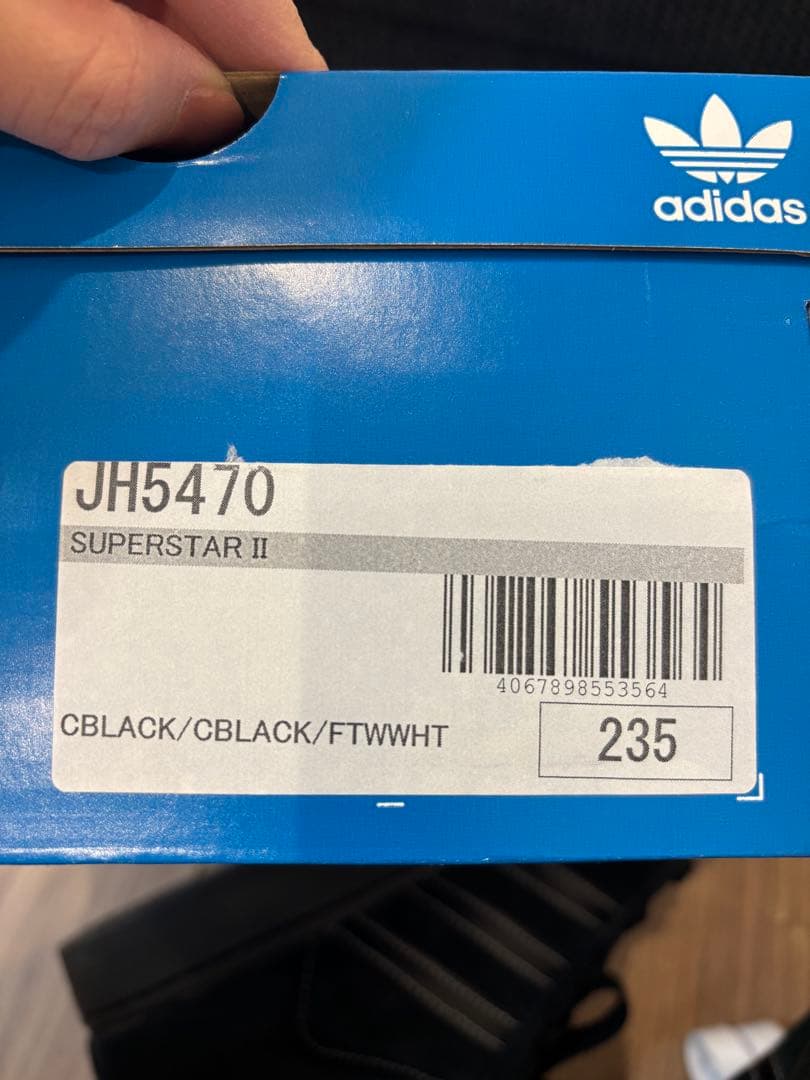 adidas
JH5470
SUPERSTAR II
4067898553564
CBLACK/CBLACK/FTWWHT
235